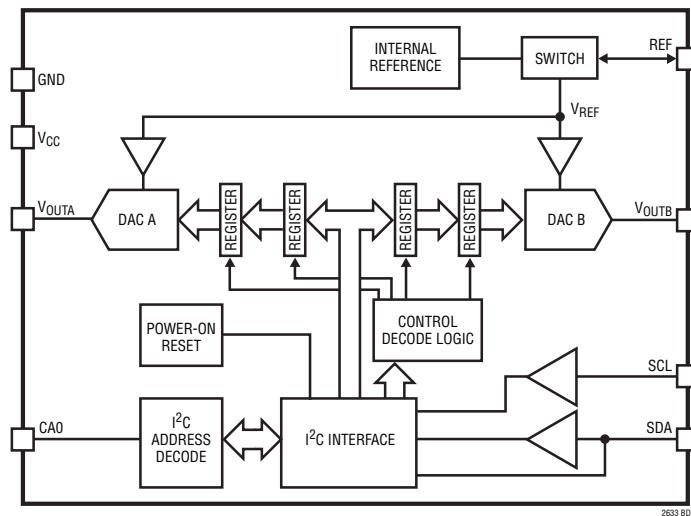 INTERNAL
REFERENCE
SWITCH
REF
GND
VREF
VCC
VOUTA
DAC A
REGISTER
REGISTER
REGISTER
REGISTER
DAC B
VOUTB
POWER-ON
RESET
CONTROL
DECODE LOGIC
SCL
CA0
I²C
ADDRESS
DECODE
I²C INTERFACE
SDA
2633 BD